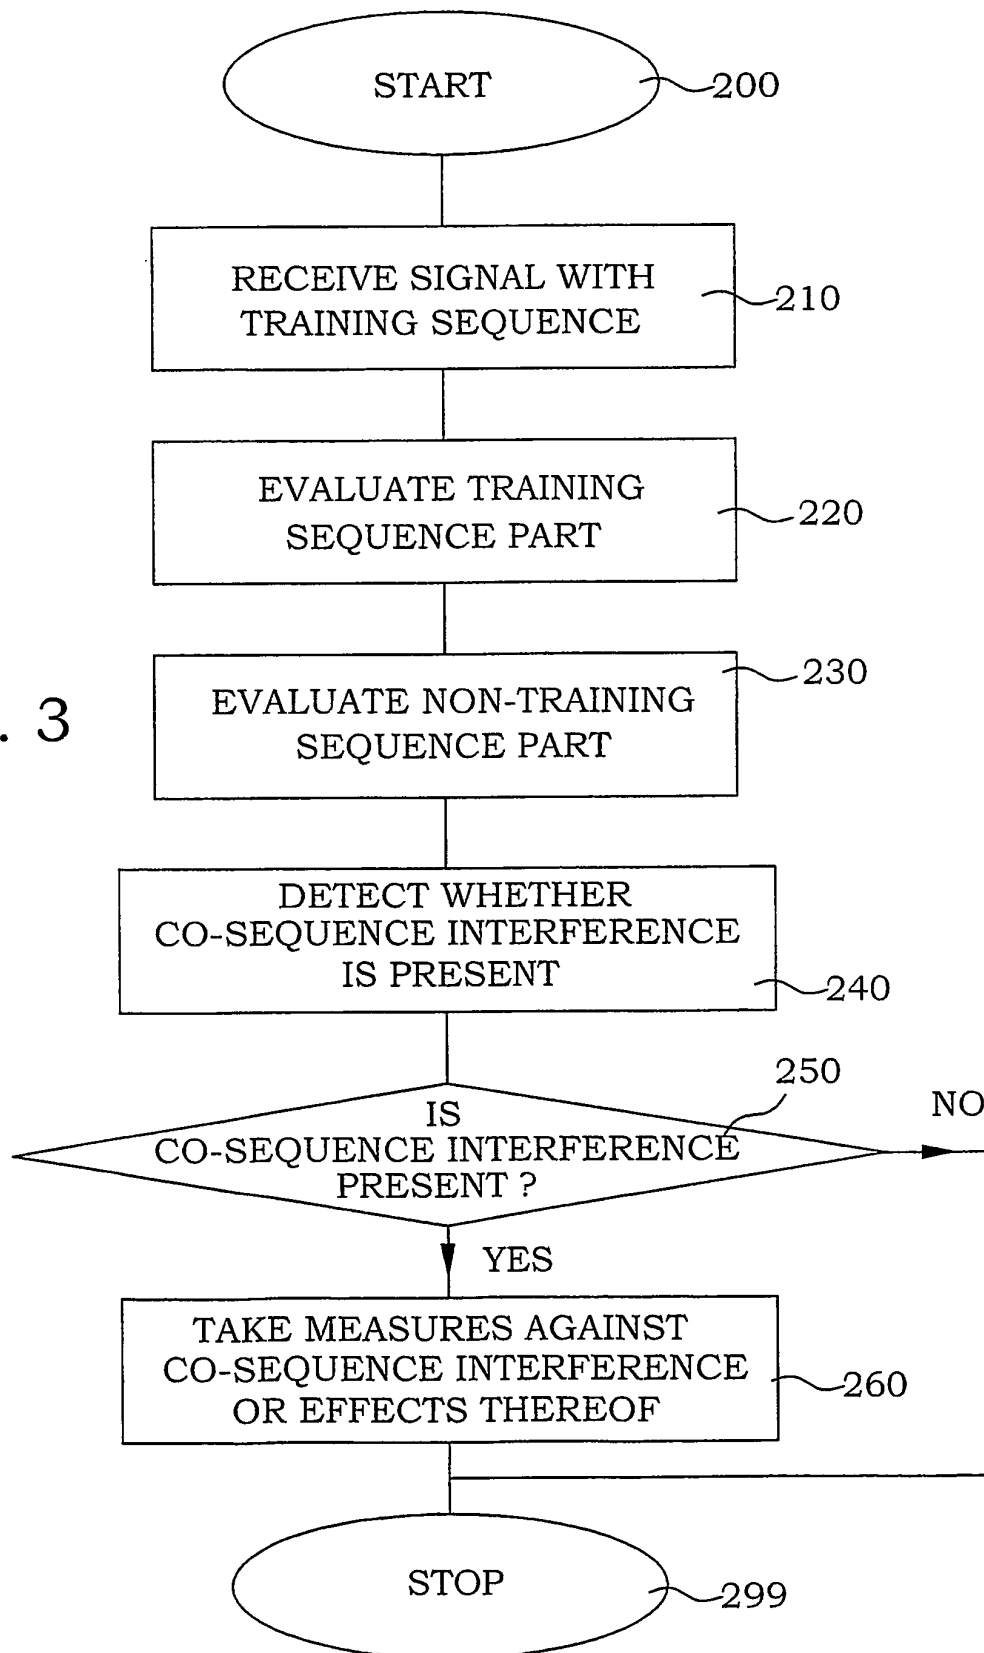 START
200
RECEIVE SIGNAL WITH
TRAINING SEQUENCE
210
EVALUATE TRAINING
SEQUENCE PART
220
230
EVALUATE NON-TRAINING
SEQUENCE PART
. 3
DETECT WHETHER
CO-SEQUENCE INTERFERENCE
IS PRESENT
240
250
NO
IS
CO-SEQUENCE INTERFERENCE
PRESENT ?
YES
TAKE MEASURES AGAINST
CO-SEQUENCE INTERFERENCE
OR EFFECTS THEREOF
260
STOP
299